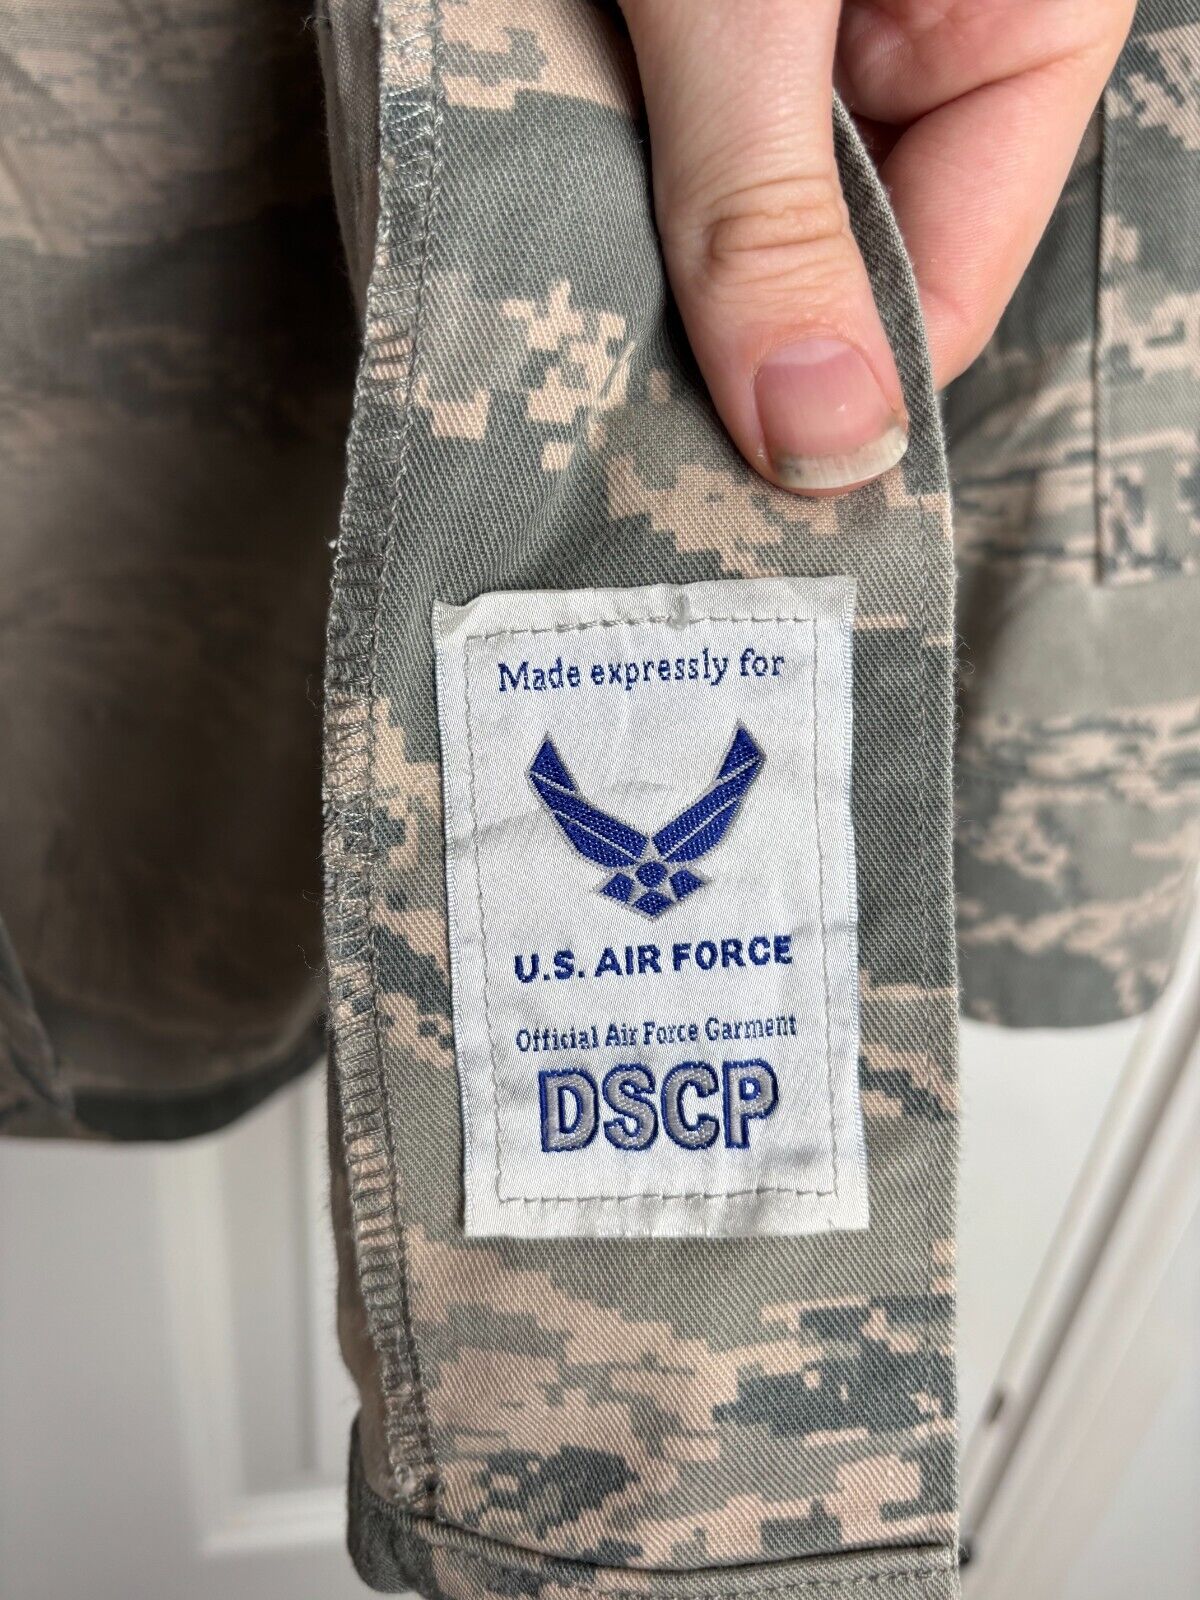 Made expressly for
U.S. AIR FORCE
Official Air Force Garment
DSCP